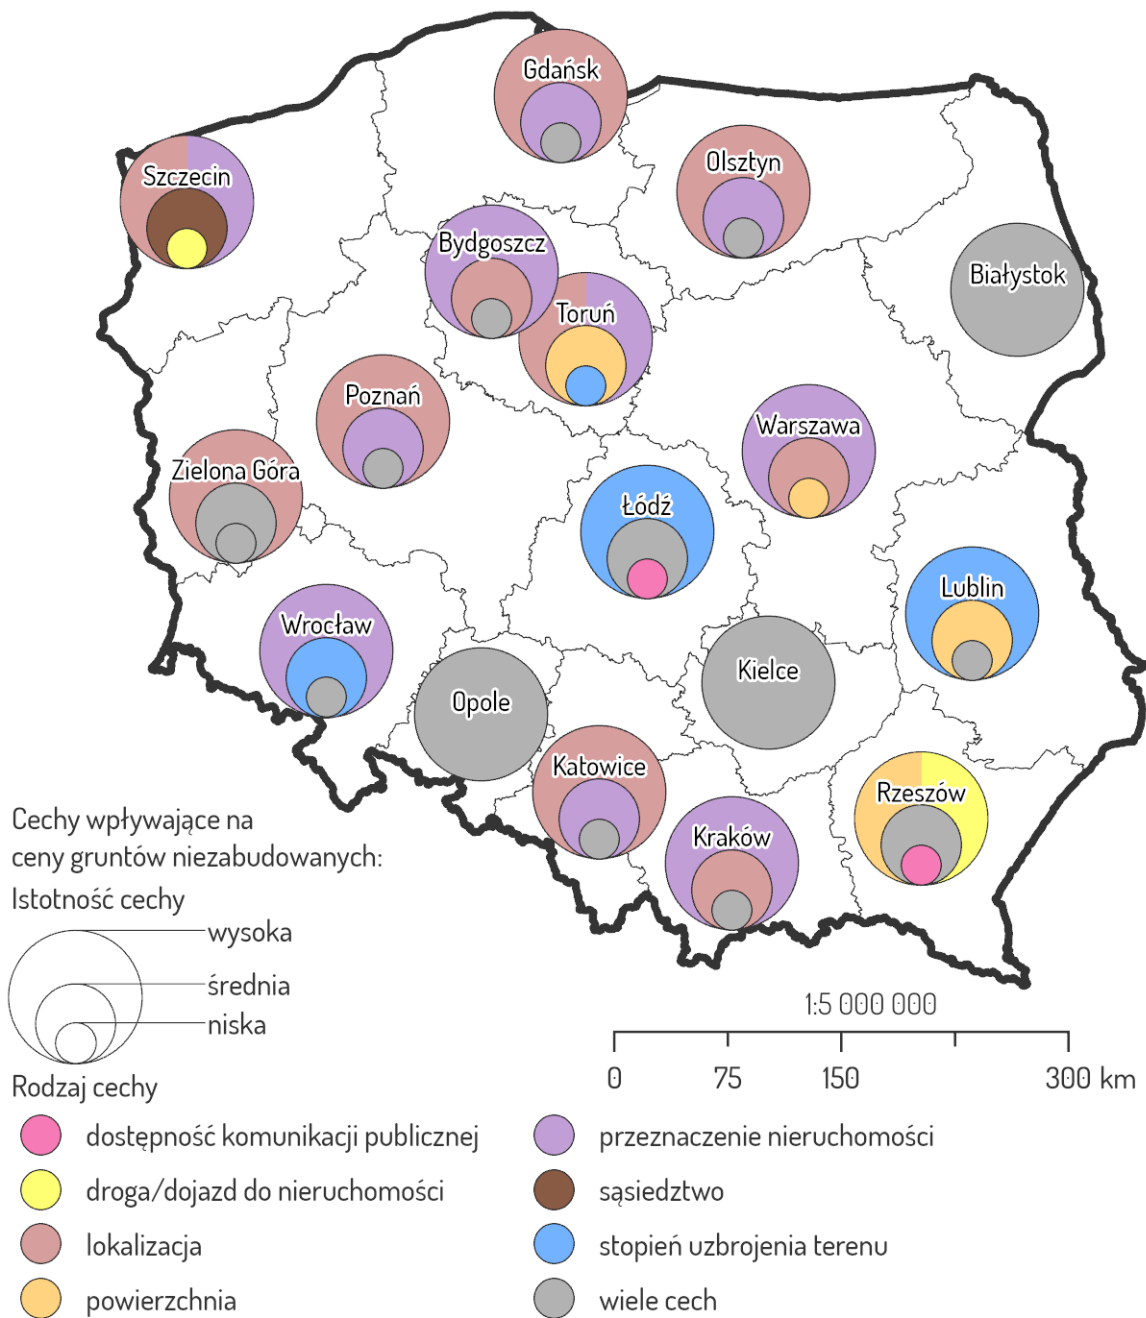 Gdańsk
Olsztyn
Szczecin
Bydgoszcz
Białystok
Toruń
Poznań
Warszawa
Zielona Góra
Łódź
Lublin
Wrocław
Kielce
Opole
Katowice
Rzeszów
Kraków
Cechy wpływające na
ceny gruntów niezabudowanych:
Istotność cechy
wysoka
średnia
niska
1:5 000 000
0 75 150 300 km
Rodzaj cechy
dostępność komunikacji publicznej
droga/dojazd do nieruchomości
lokalizacja
powierzchnia
przeznaczenie nieruchomości
sąsiedztwo
stopień uzbrojenia terenu
wiele cech